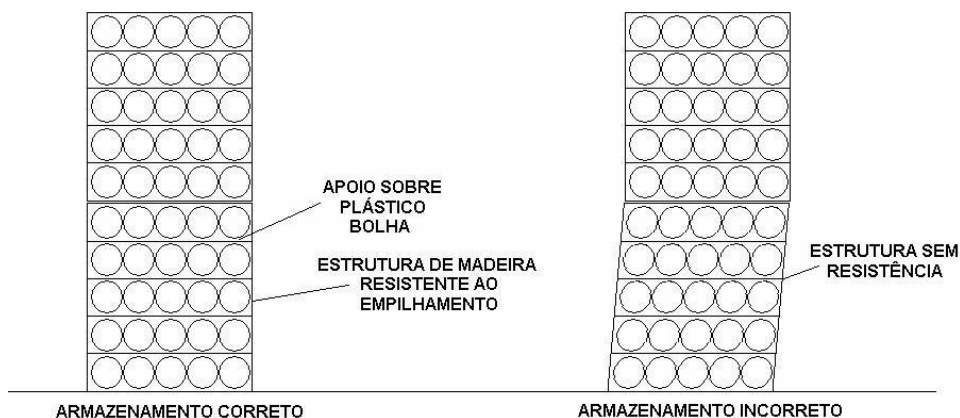 APOIO SOBRE
PLÁSTICO
BOLHA
ESTRUTURA DE MADEIRA
RESISTENTE AO
EMPILHAMENTO
ARMAZENAMENTO CORRETO
ESTRUTURA SEM
RESISTÊNCIA
ARMAZENAMENTO INCORRETO